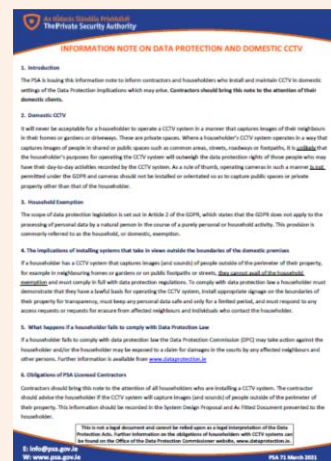 An tÚdarás Slándála Príobháidí
ThePrivate Security Authority
INFORMATION NOTE ON DATA PROTECTION AND DOMESTIC CCTV
1. Introduction
The PSA is issuing this information note to inform contractors and householders who install and maintain CCTV in domestic
settings of the Data Protection implications which may arise. Contractors should bring this note to the attention of their
domestic clients.
2. Domestic CCTV
It will never be acceptable for a householder to operate a CCTV system in a manner that captures images of their neighbours
in their homes or gardens or driveways. These are private spaces. Where a householder's CCTV system operates in a way that
captures images of people in shared or public spaces such as common areas, streets, roadways or footpaths, it is unlikely that
the householder's purposes for operating the CCTV system will outweigh the data protection rights of those people who may
have their day-to-day activities recorded by the CCTV system. As a rule of thumb, operating cameras in such a manner is not
permitted under the GDPR and cameras should not be installed or orientated so as to capture public spaces or private
property other than that of the householder.
3. Household Exemption
The scope of data protection legislation is set out in Article 2 of the GDPR, which states that the GDPR does not apply to the
processing of personal data by a natural person in the course of a purely personal or household activity. This provision is
commonly referred to as the household, or domestic, exemption.
4. The implications of installing systems that take in views outside the boundaries of the domestic premises
If a householder has a CCTV system that captures images (and sounds) of people outside of the perimeter of their property,
for example in neighbouring homes or gardens or on public footpaths or streets, they cannot avail of the household
exemption and must comply in full with data protection regulations. To comply with data protection law a householder must
demonstrate that they have a lawful basis for operating the CCTV system, install appropriate signage on the boundaries of
their property for transparency, must keep any personal data safe and only for a limited period, and must respond to any
access requests or requests for erasure from affected neighbours and individuals who contact the householder.
5. What happens if a householder fails to comply with Data Protection Law
If a householder fails to comply with data protection law the Data Protection Commission (DPC) may take action against the
householder and/or the householder may be exposed to a claim for damages in the courts by any affected neighbours and
other persons. Further information is available from www.dataprotection.ie
6. Obligations of PSA Licensed Contractors
Contractors should bring this note to the attention of all householders who are installing a CCTV system. The contractor
should advise the householder if the CCTV system will capture images (and sounds) of people outside of the perimeter of
their property. This information should be recorded in the System Design Proposal and As Fitted Document presented to the
householder.
This is not a legal document and cannot be relied upon as a legal interpretation of the Data
Protection Acts. Further information on the obligations of householders with CCTV systems can
be found on the Office of the Data Protection Commissioner website, www.dataprotection.ie.
E: info@psa.gov.ie
W: www.psa.gov.ie
PSA 71 March 2021